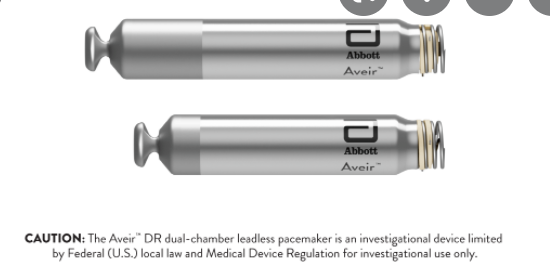 Abbott
Aveir™
Abbott
Aveir™
CAUTION: The Aveir™ DR dual-chamber leadless pacemaker is an investigational device limited
by Federal (U.S.) local law and Medical Device Regulation for investigational use only.